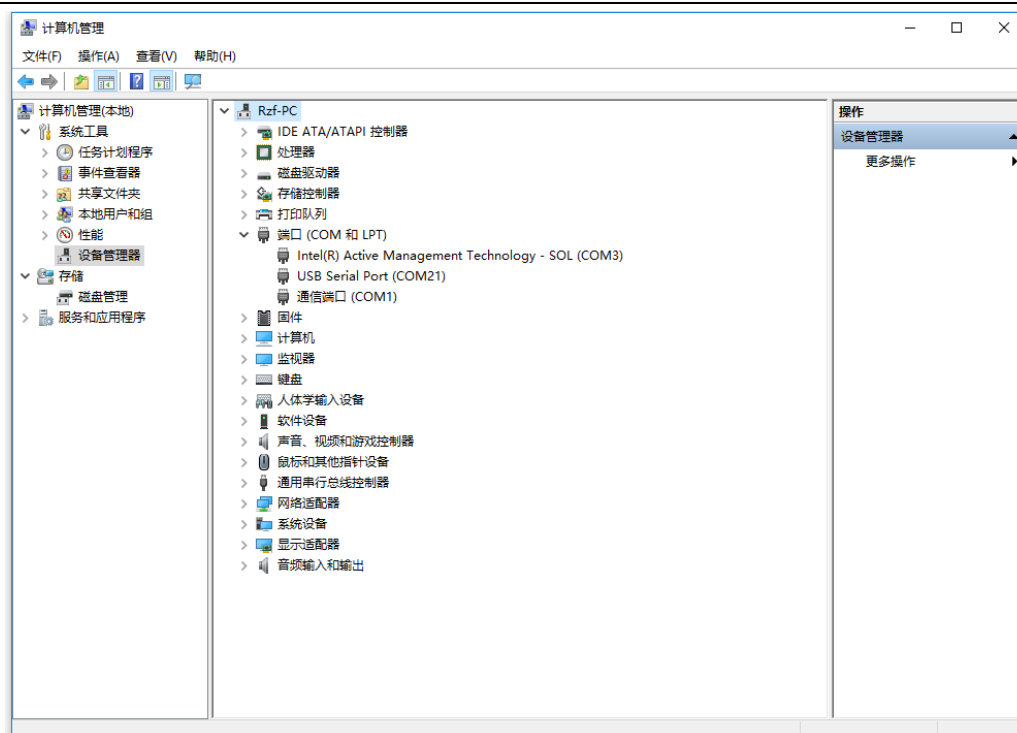 计算机管理
文件(F) 操作(A) 查看(V) 帮助(H)
计算机管理(本地)
系统工具
任务计划程序
事件查看器
共享文件夹
本地用户和组
性能
设备管理器
存储
磁盘管理
服务和应用程序
Rzf-PC
IDE ATA/ATAPI 控制器
处理器
磁盘驱动器
存储控制器
打印队列
端口 (COM 和 LPT)
Intel(R) Active Management Technology - SOL (COM3)
USB Serial Port (COM21)
通信端口 (COM1)
固件
计算机
监视器
键盘
人体学输入设备
软件设备
声音、视频和游戏控制器
鼠标和其他指针设备
通用串行总线控制器
网络适配器
系统设备
显示适配器
音频输入和输出
操作
设备管理器
更多操作